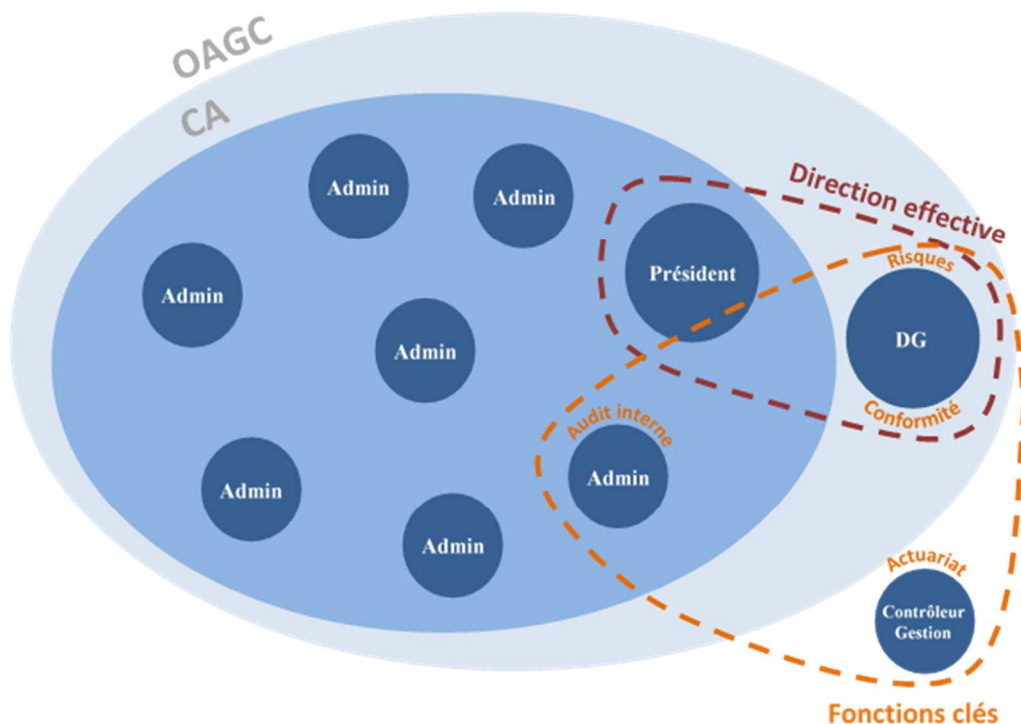 OAGC
CA
Admin
Admin
Direction effective
Admin
Président
Risques
DG
Admin
Conformité
Audit interne
Admin
Admin
Admin
Actuariat
Contrôleur
Gestion
Fonctions clés